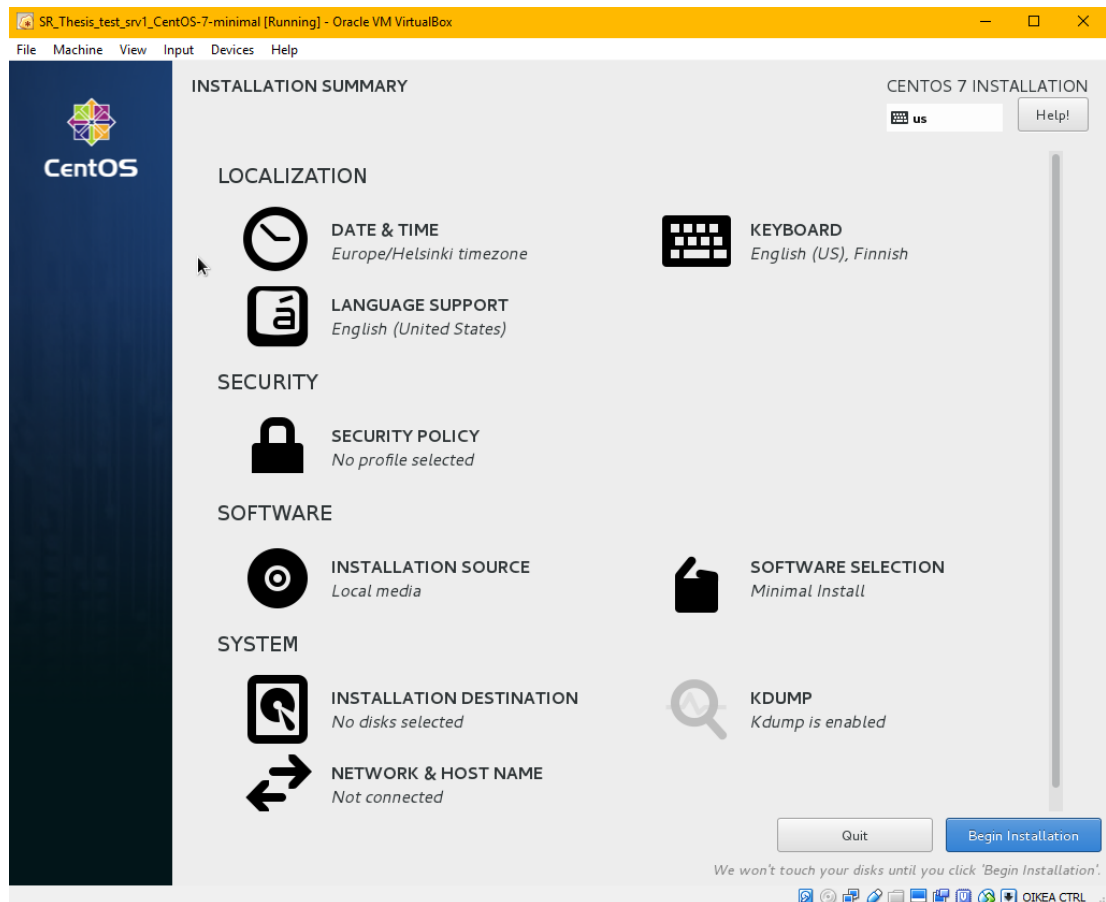 SR_Thesis_test_srv1_CentOS-7-minimal [Running] - Oracle VM VirtualBox
File Machine View Input Devices Help
INSTALLATION SUMMARY
CENTOS 7 INSTALLATION
us
Help!
CentOS
LOCALIZATION
DATE & TIME
Europe/Helsinki timezone
KEYBOARD
English (US), Finnish
á
LANGUAGE SUPPORT
English (United States)
SECURITY
SECURITY POLICY
No profile selected
SOFTWARE
INSTALLATION SOURCE
Local media
SOFTWARE SELECTION
Minimal Install
SYSTEM
INSTALLATION DESTINATION
No disks selected
KDUMP
Kdump is enabled
NETWORK & HOST NAME
Not connected
Quit
Begin Installation
We won't touch your disks until you click 'Begin Installation'.
OIKEA CTRL